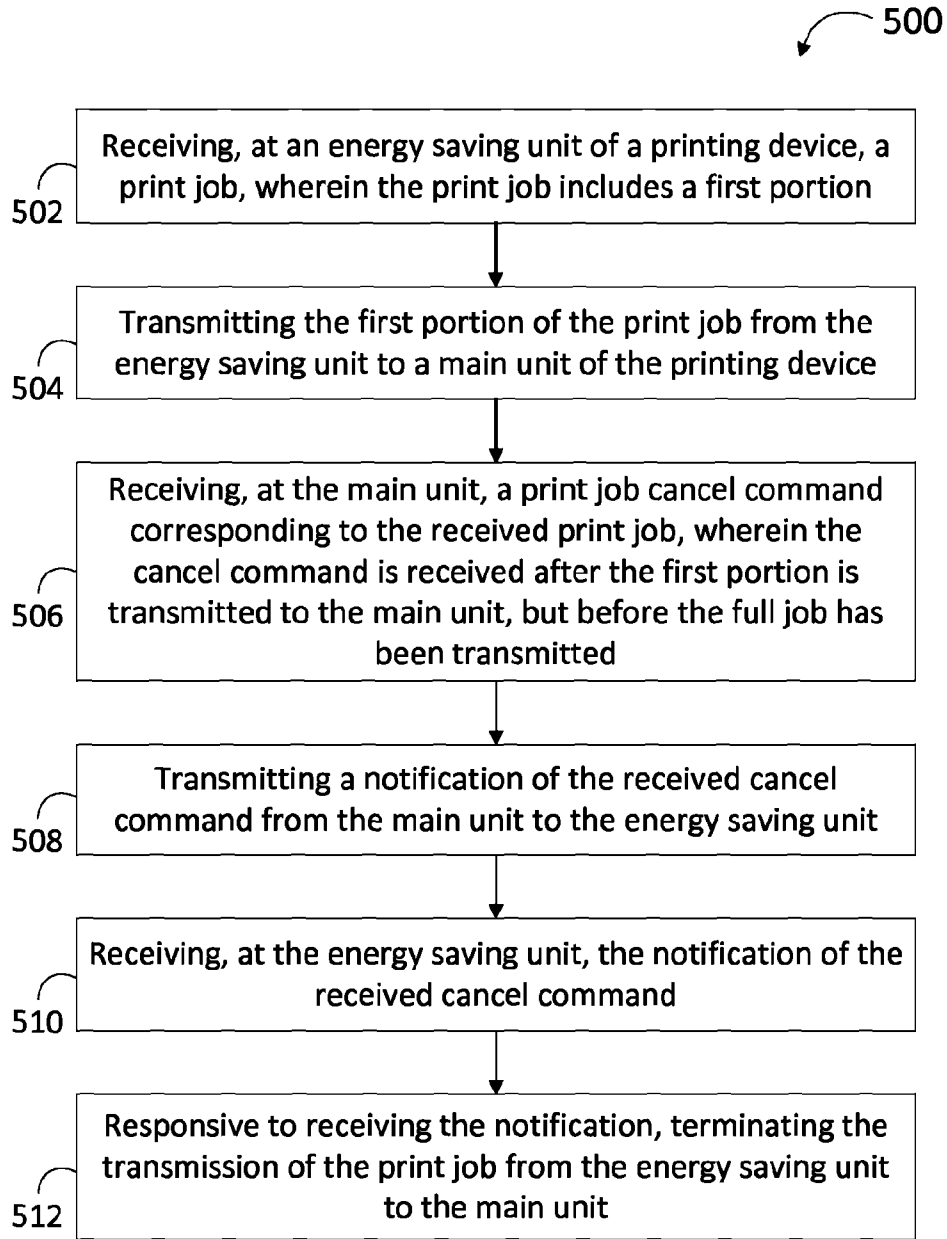 500
Receiving, at an energy saving unit of a printing device, a
print job, wherein the print job includes a first portion
502
Transmitting the first portion of the print job from the
energy saving unit to a main unit of the printing device
504
Receiving, at the main unit, a print job cancel command
corresponding to the received print job, wherein the
cancel command is received after the first portion is
transmitted to the main unit, but before the full job has
been transmitted
506
Transmitting a notification of the received cancel
command from the main unit to the energy saving unit
508
Receiving, at the energy saving unit, the notification of the
received cancel command
510
Responsive to receiving the notification, terminating the
transmission of the print job from the energy saving unit
to the main unit
512